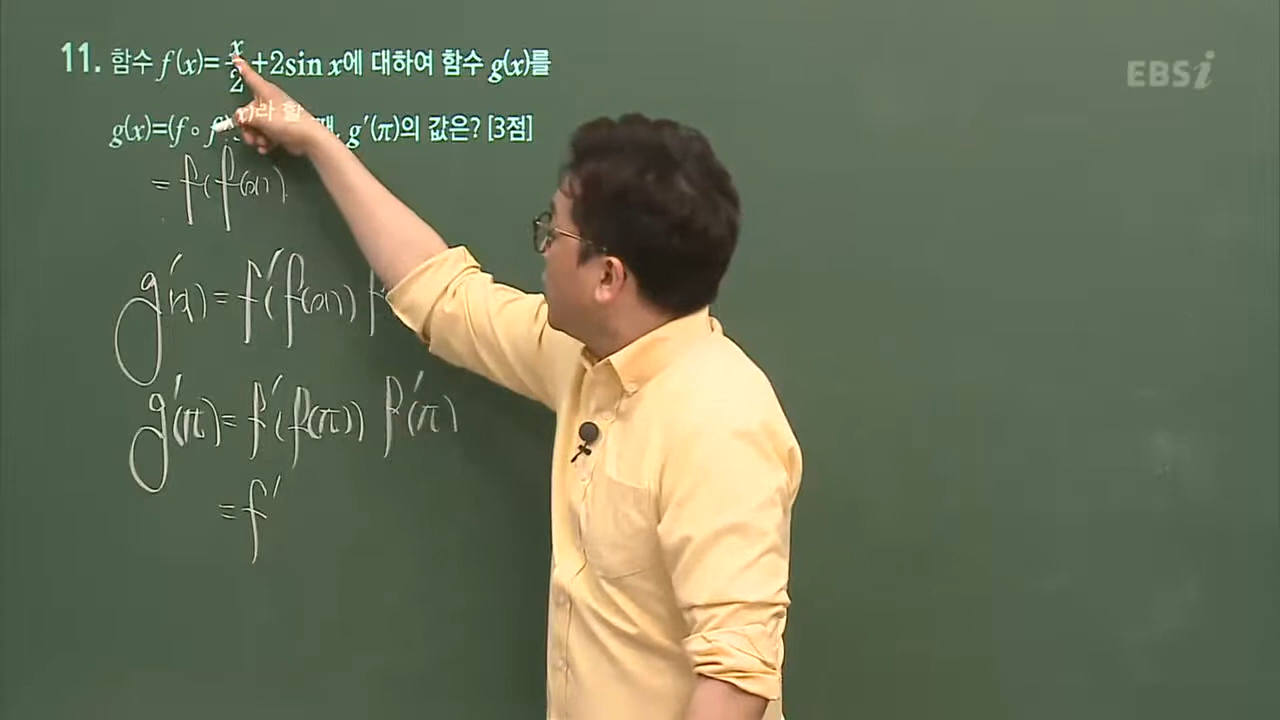 11. 함수 f(x)=x/2+2sin x에 대하여 함수 g(x)를
EBSi
g(x)=(f∘f)(x)라 할 때, g′(π)의 값은? [3점]
=f(f(x))
g′(x)=f′(f(x)) f
g′(π)=f′(f(π)) f′(π)
=f′